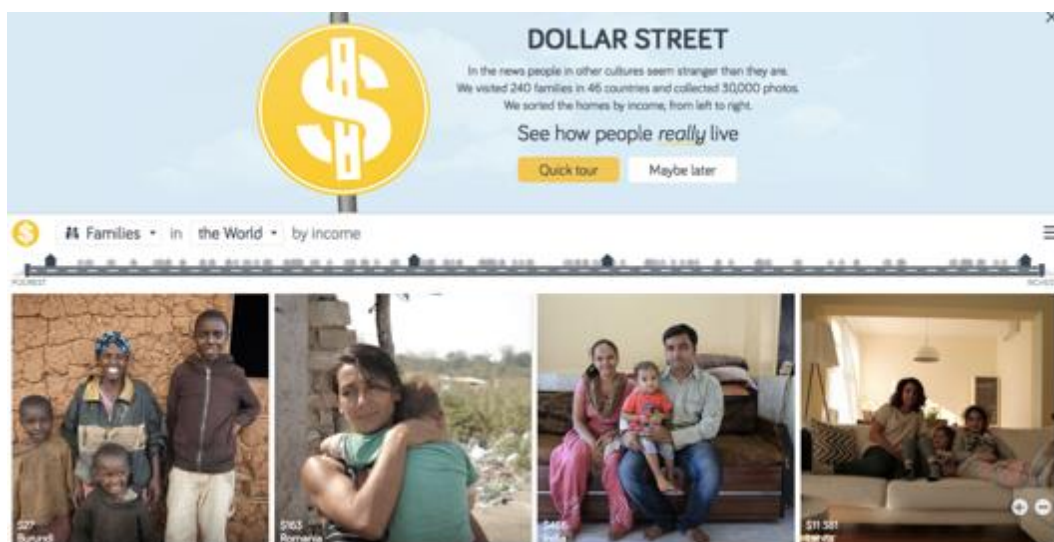 DOLLAR STREET
In the news people in other cultures seem stranger than they are.
We visited 240 families in 46 countries and collected 30,000 photos.
We sorted the homes by income, from left to right.
See how people really live
Quick tour
Maybe later
Families in the World by income
POOREST
RICHEST
$27
Burundi
$163
Romania
India
$11 381